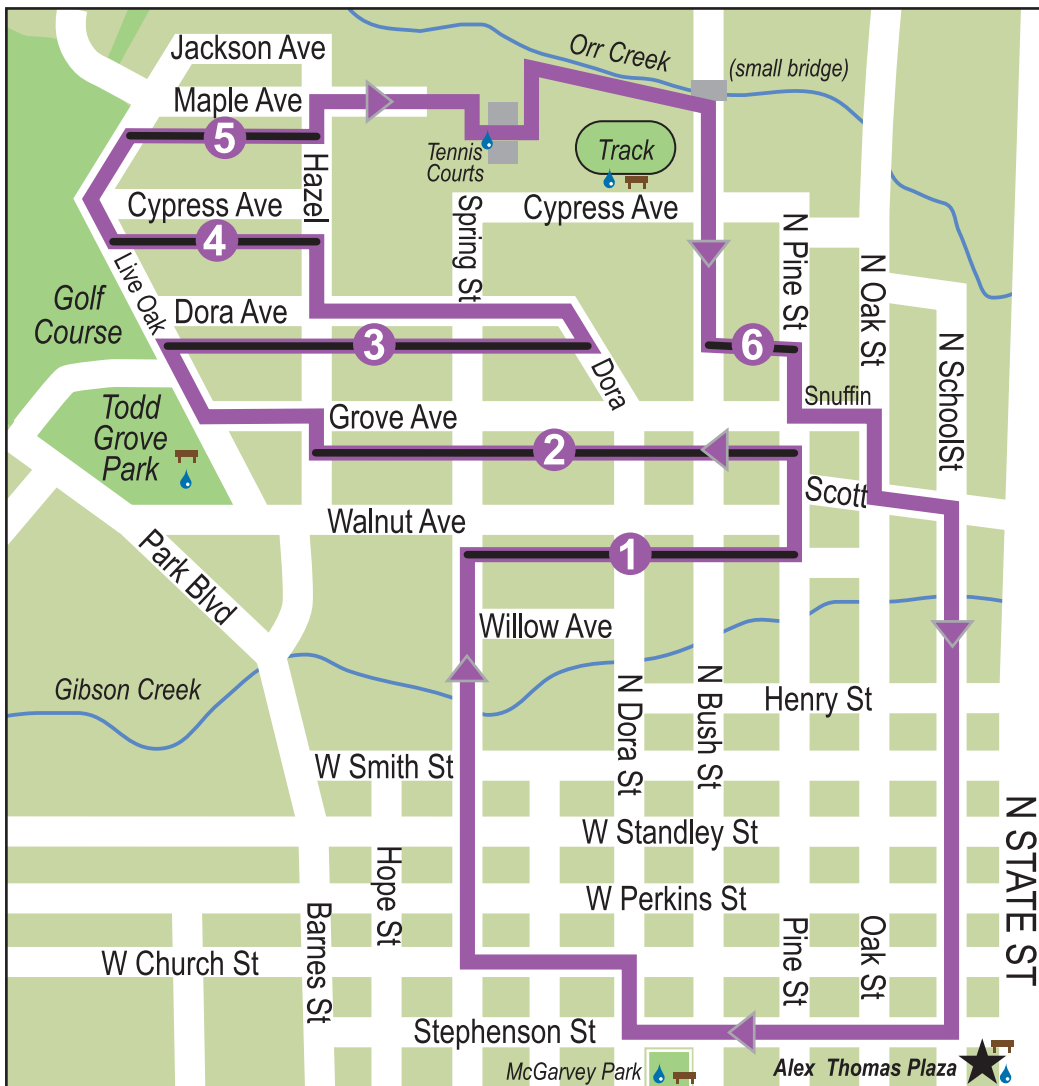 Jackson Ave
Orr Creek
(small bridge)
Maple Ave
5
Tennis
Courts
Track
Hazel
Cypress Ave
Cypress Ave
4
Spring St
N Pine St
N Oak St
Live Oak
Golf
Course
Dora Ave
3
6
N SchoolSt
Dora
Snuffin
Todd
Grove
Park
Grove Ave
2
Scott
Walnut Ave
1
Park Blvd
Willow Ave
Gibson Creek
N Dora St
N Bush St
Henry St
W Smith St
W Standley St
N STATE ST
Hope St
W Perkins St
Barnes St
Pine St
Oak St
W Church St
Stephenson St
McGarvey Park
Alex Thomas Plaza